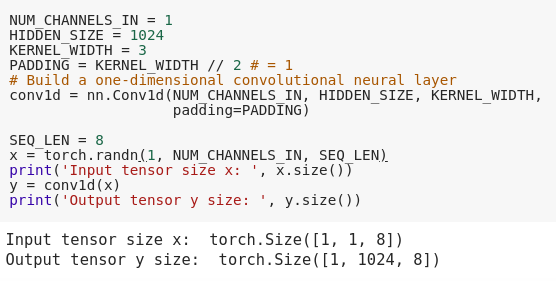 NUM_CHANNELS_IN = 1
HIDDEN_SIZE = 1024
KERNEL_WIDTH = 3
PADDING = KERNEL_WIDTH // 2 # = 1
# Build a one-dimensional convolutional neural layer
conv1d = nn.Conv1d(NUM_CHANNELS_IN, HIDDEN_SIZE, KERNEL_WIDTH,
                   padding=PADDING)

SEQ_LEN = 8
x = torch.randn(1, NUM_CHANNELS_IN, SEQ_LEN)
print('Input tensor size x: ', x.size())
y = conv1d(x)
print('Output tensor y size: ', y.size())
Input tensor size x:  torch.Size([1, 1, 8])
Output tensor y size:  torch.Size([1, 1024, 8])